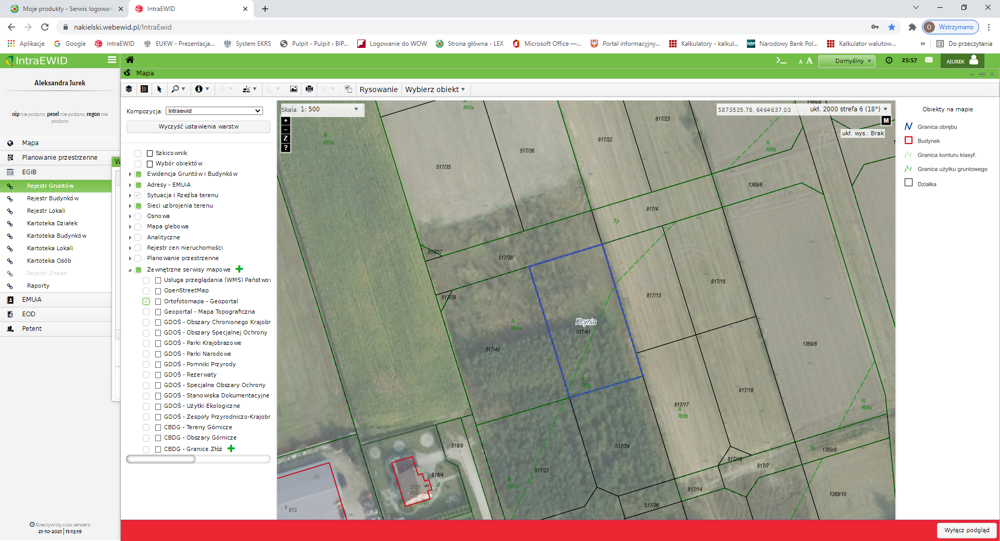 Moje produkty - Serwis logowan
IntraEWID
nakielski.webewid.pl/IntraEwid
O Wstrzymano
Aplikacje
Google
IntraEWID
EUKW - Prezentacja...
System EKRS
Pulpit - Pulpit ‹ BIP...
Logowanie do WOW
Strona główna - LEX
Microsoft Office —...
Portal informacyjny...
Kalkulatory - kalkul...
NBP Narodowy Bank Pol...
Kalkulator walutow...
»
Do przeczytania
IntraEWID
A A
Domyślny
25:57
AJUREK
Mapa
Aleksandra Jurek
nip nie podano, pesel nie podano, regon nie
podano
Mapa
Planowanie przestrzenne
EGiB
Rejestr Gruntów
Rejestr Budynków
Rejestr Lokali
Kartoteka Działek
Kartoteka Budynków
Kartoteka Lokali
Kartoteka Osób
Rejestr Zmian
Raporty
EMUiA
EOD
Petent
Rzeczywisty czas serwera
21-10-2021 | 11:13:19
W
Rysowanie
Wybierz obiekt
Kompozycja: Intraewid
Wyczyść ustawienia warstw
Szkicownik
Wybór obiektów
Ewidencja Gruntów i Budynków
Adresy - EMUiA
Sytuacja i Rzeźba terenu
Sieci uzbrojenia terenu
Osnowa
Mapa glebowa
Analityczne
Rejestr cen nieruchomości
Planowanie przestrzenne
Zewnętrzne serwisy mapowe
Usługa przeglądania (WMS) Państwov
OpenStreetMap
Ortofotomapa - Geoportal
Geoportal - Mapa Topograficzna
GDOŚ - Obszary Chronionego Krajobr
GDOŚ - Obszary Specjalnej Ochrony
GDOŚ - Parki Krajobrazowe
GDOŚ - Parki Narodowe
GDOŚ - Pomniki Przyrody
GDOŚ - Rezerwaty
GDOŚ - Specjalne Obszary Ochrony
GDOŚ - Stanowiska Dokumentacyjne
GDOŚ - Użytki Ekologiczne
GDOŚ - Zespoły Przyrodniczo-Krajobr
CBDG - Tereny Górnicze
CBDG - Obszary Górnicze
CBDG - Granice Złóż
Skala: 1: 500
+
−
Z
?
5873535.78, 6464637.03
ukł. 2000 strefa 6 (18°)
M
ukł. wys.: Brak
R
RIVa
RIVa
1369/4
817/23
817/22
517/36
517/35
R
RIIIb
1369/6
817/4
Tp
517/37
517/38
517/39
817/16
817/15
R
RIVa
Kcynia
517/41
517/40
1369/8
R
RIIIb
817/18
817/17
R
RIIIb
R
RIIIa
518/9
517/24
Tp
1369/9
817/19
817/7
517/23
518/4
B
5
2551
mj2
R
RIVa
817/14
1369/10
517/26
s
813
Obiekty na mapie
Granica obrębu
Budynek
Granica konturu klasyf.
Granica użytku gruntowego
Działka
Wyłącz podgląd